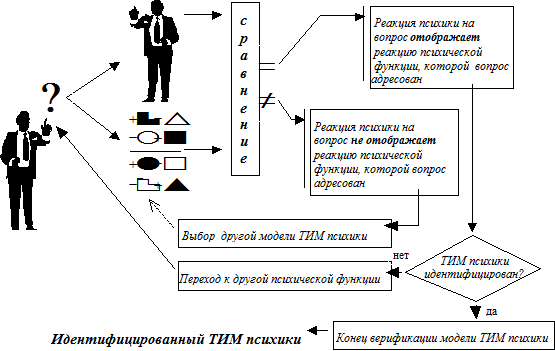 ?
сравнение
Реакция психики на
вопрос отображает
реакцию психической
функции, которой вопрос
адресован
=
≠
Реакция психики на
вопрос не отображает
реакцию психической
функции, которой вопрос
адресован
+
−
+
−
Выбор другой модели ТИМ психики
нет
ТИМ психики
идентифицирован?
Переход к другой психической функции
да
Идентифицированный ТИМ психики
Конец верификации модели ТИМ психики